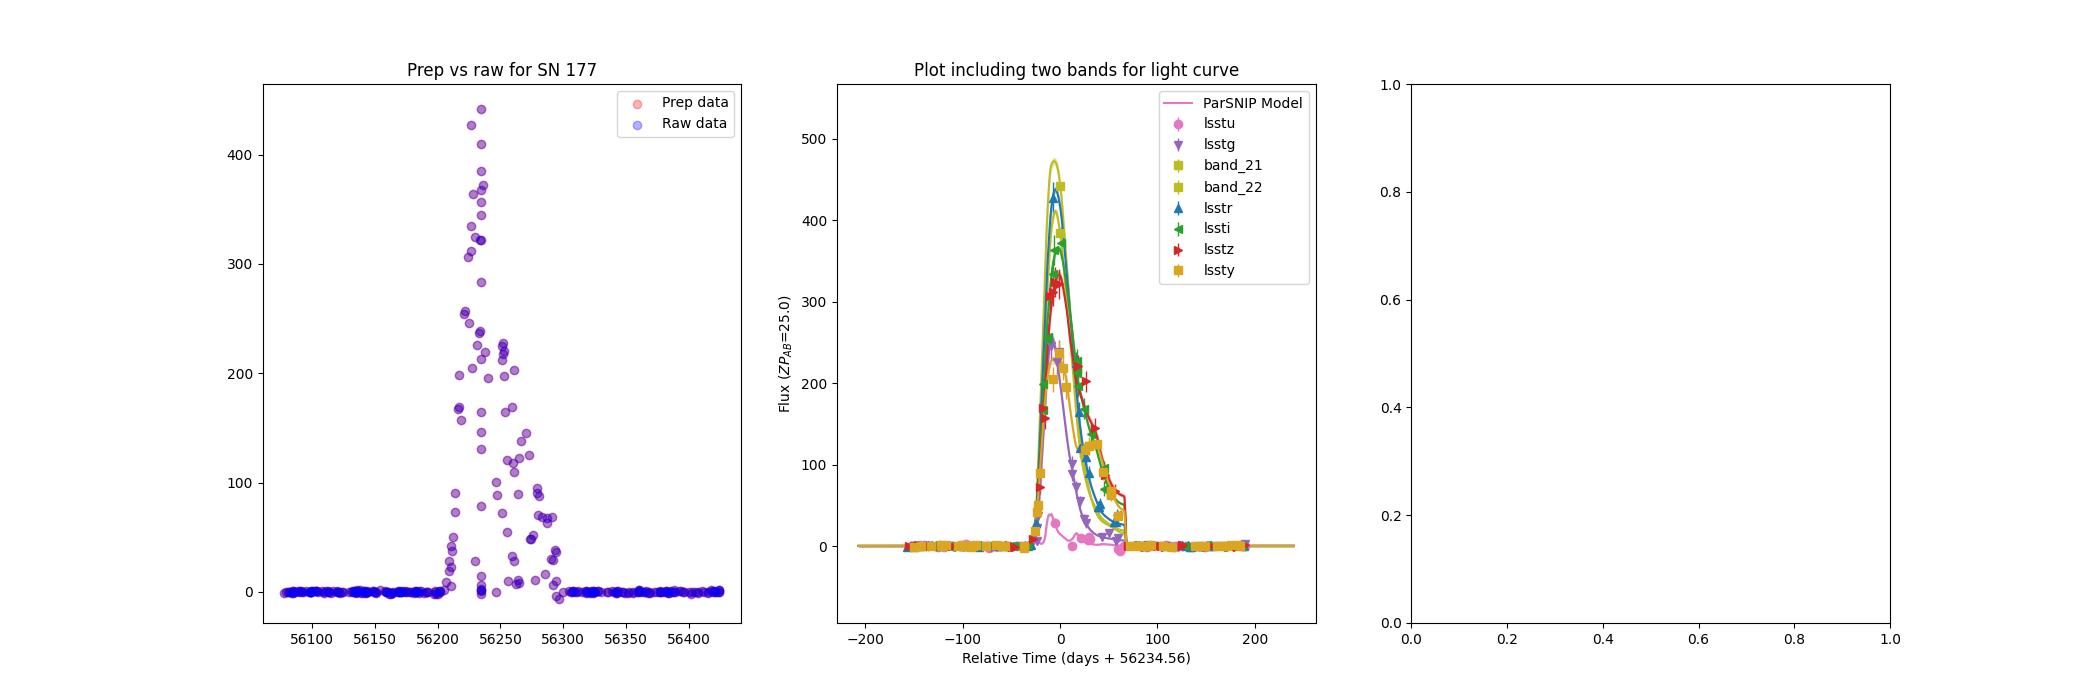 Prep vs raw for SN 177
Prep data
Raw data
400
300
200
100
0
56100 56150 56200 56250 56300 56350 56400
Plot including two bands for light curve
ParSNIP Model
lsstu
lsstg
band_21
band_22
lsstr
lssti
lsstz
lssty
Flux (ZP_AB=25.0)
500
400
300
200
100
0
−200 −100 0 100 200
Relative Time (days + 56234.56)
1.0
0.8
0.6
0.4
0.2
0.0
0.0 0.2 0.4 0.6 0.8 1.0